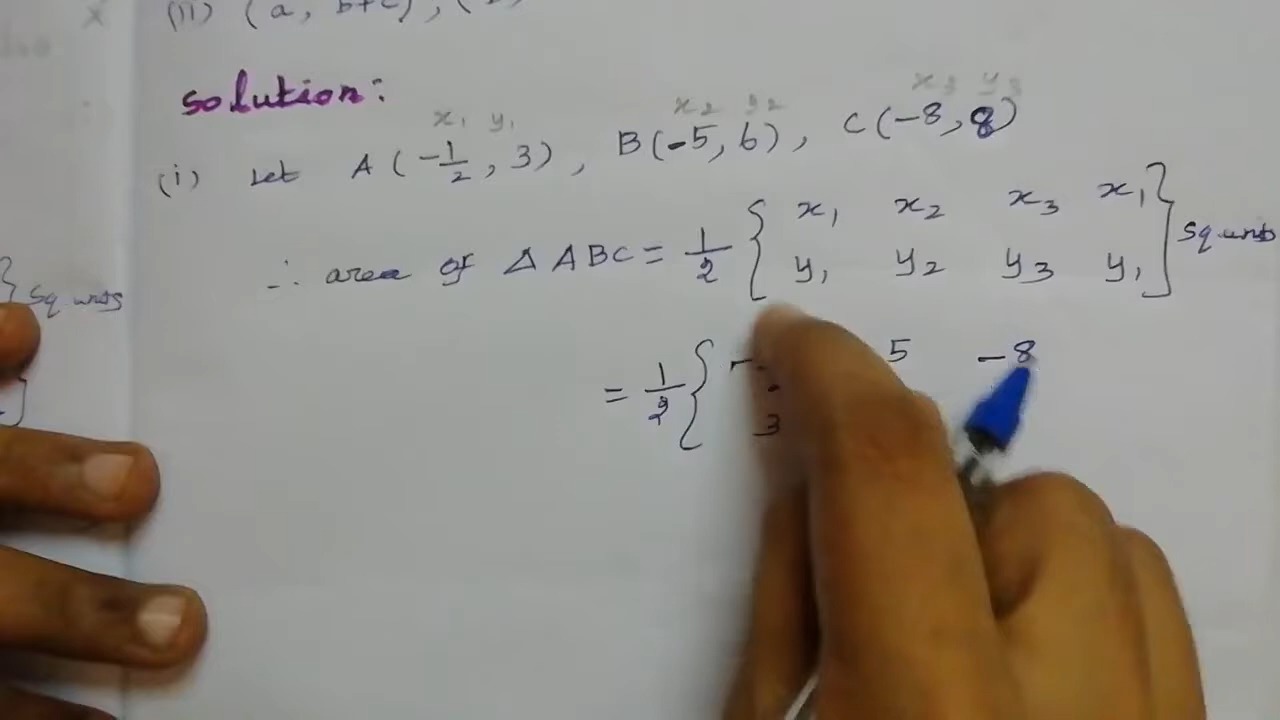 (ii) (a, b+c), (
solution:
x₁ y₁ x₂ y₂ x₃ y₃
(i) Let A(-1/2, 3), B(-5, 6), C(-8, 8)
∴ area of △ABC = 1/2 { x₁ x₂ x₃ x₁
y₁ y₂ y₃ y₁ } sq units
} sq units
= 1/2 { - 5 -8
3